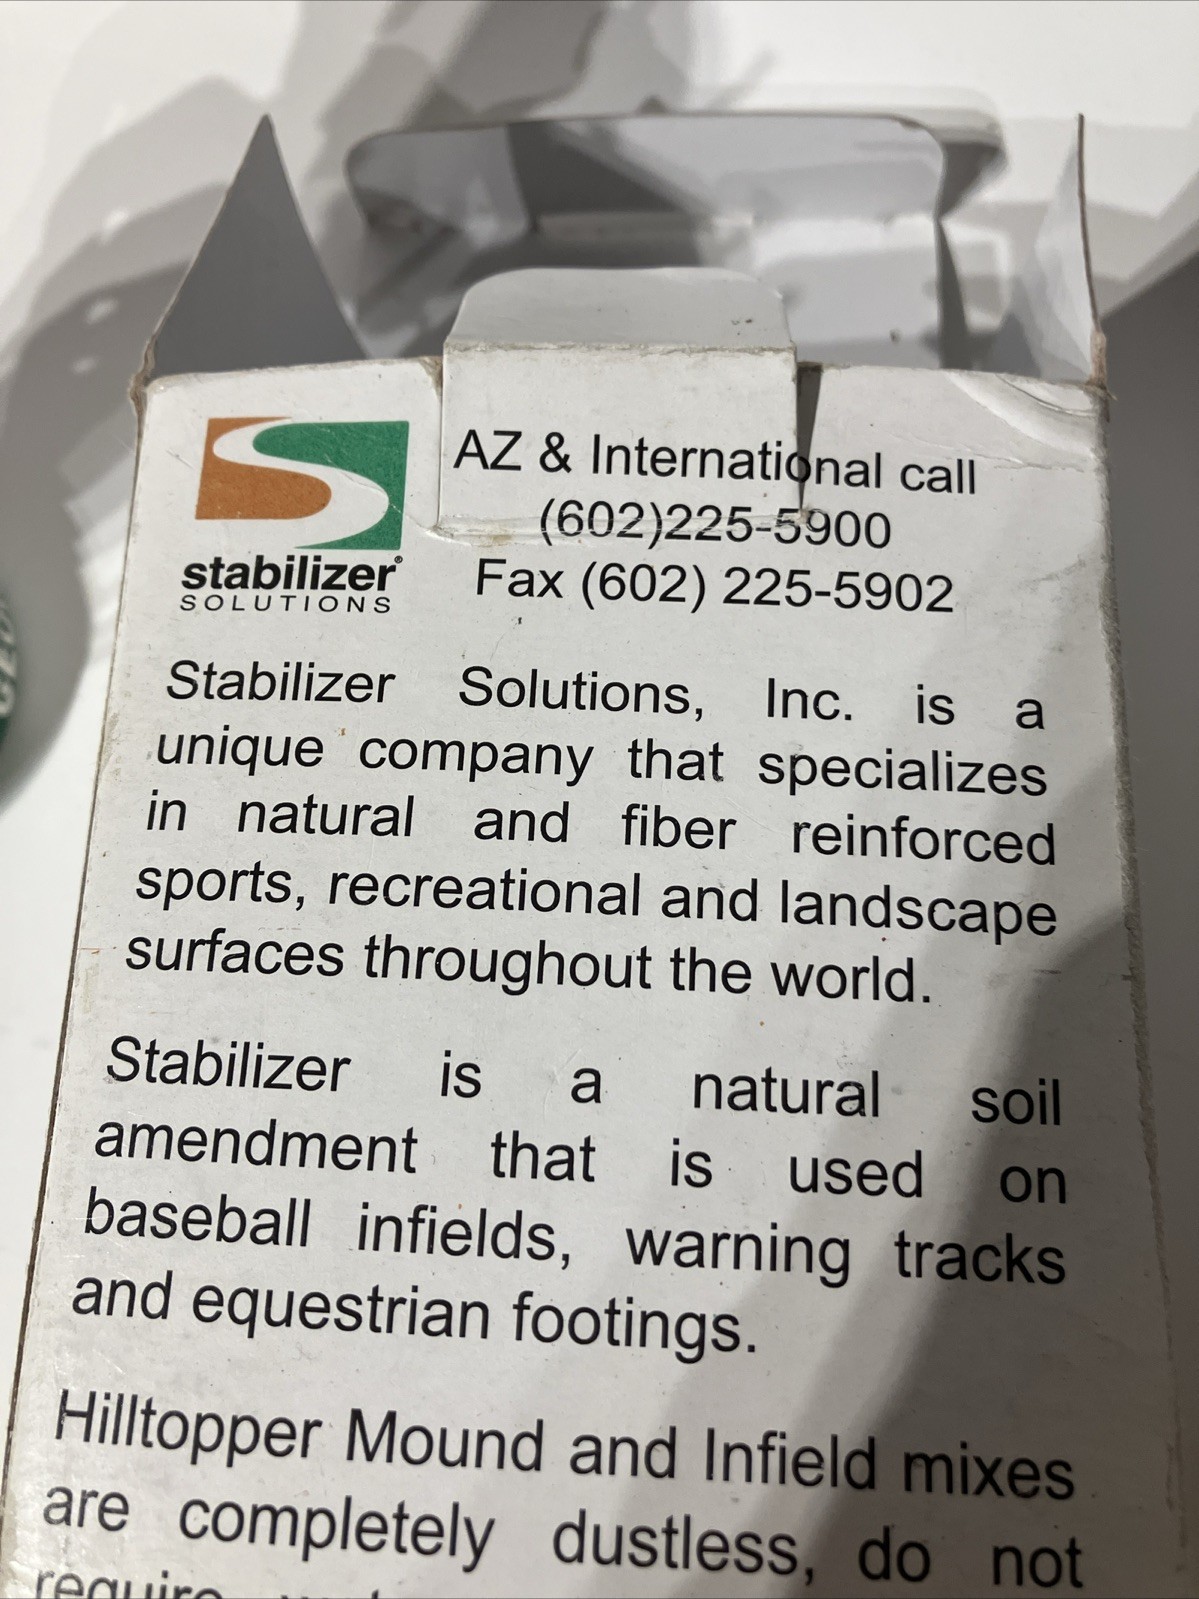 AZ & International call
(602)225-5900
Fax (602) 225-5902
stabilizer®
SOLUTIONS
Stabilizer Solutions, Inc. is a
unique company that specializes
in natural and fiber reinforced
sports, recreational and landscape
surfaces throughout the world.
Stabilizer is a natural soil
amendment that is used on
baseball infields, warning tracks
and equestrian footings.
Hilltopper Mound and Infield mixes
are completely dustless, do not
require